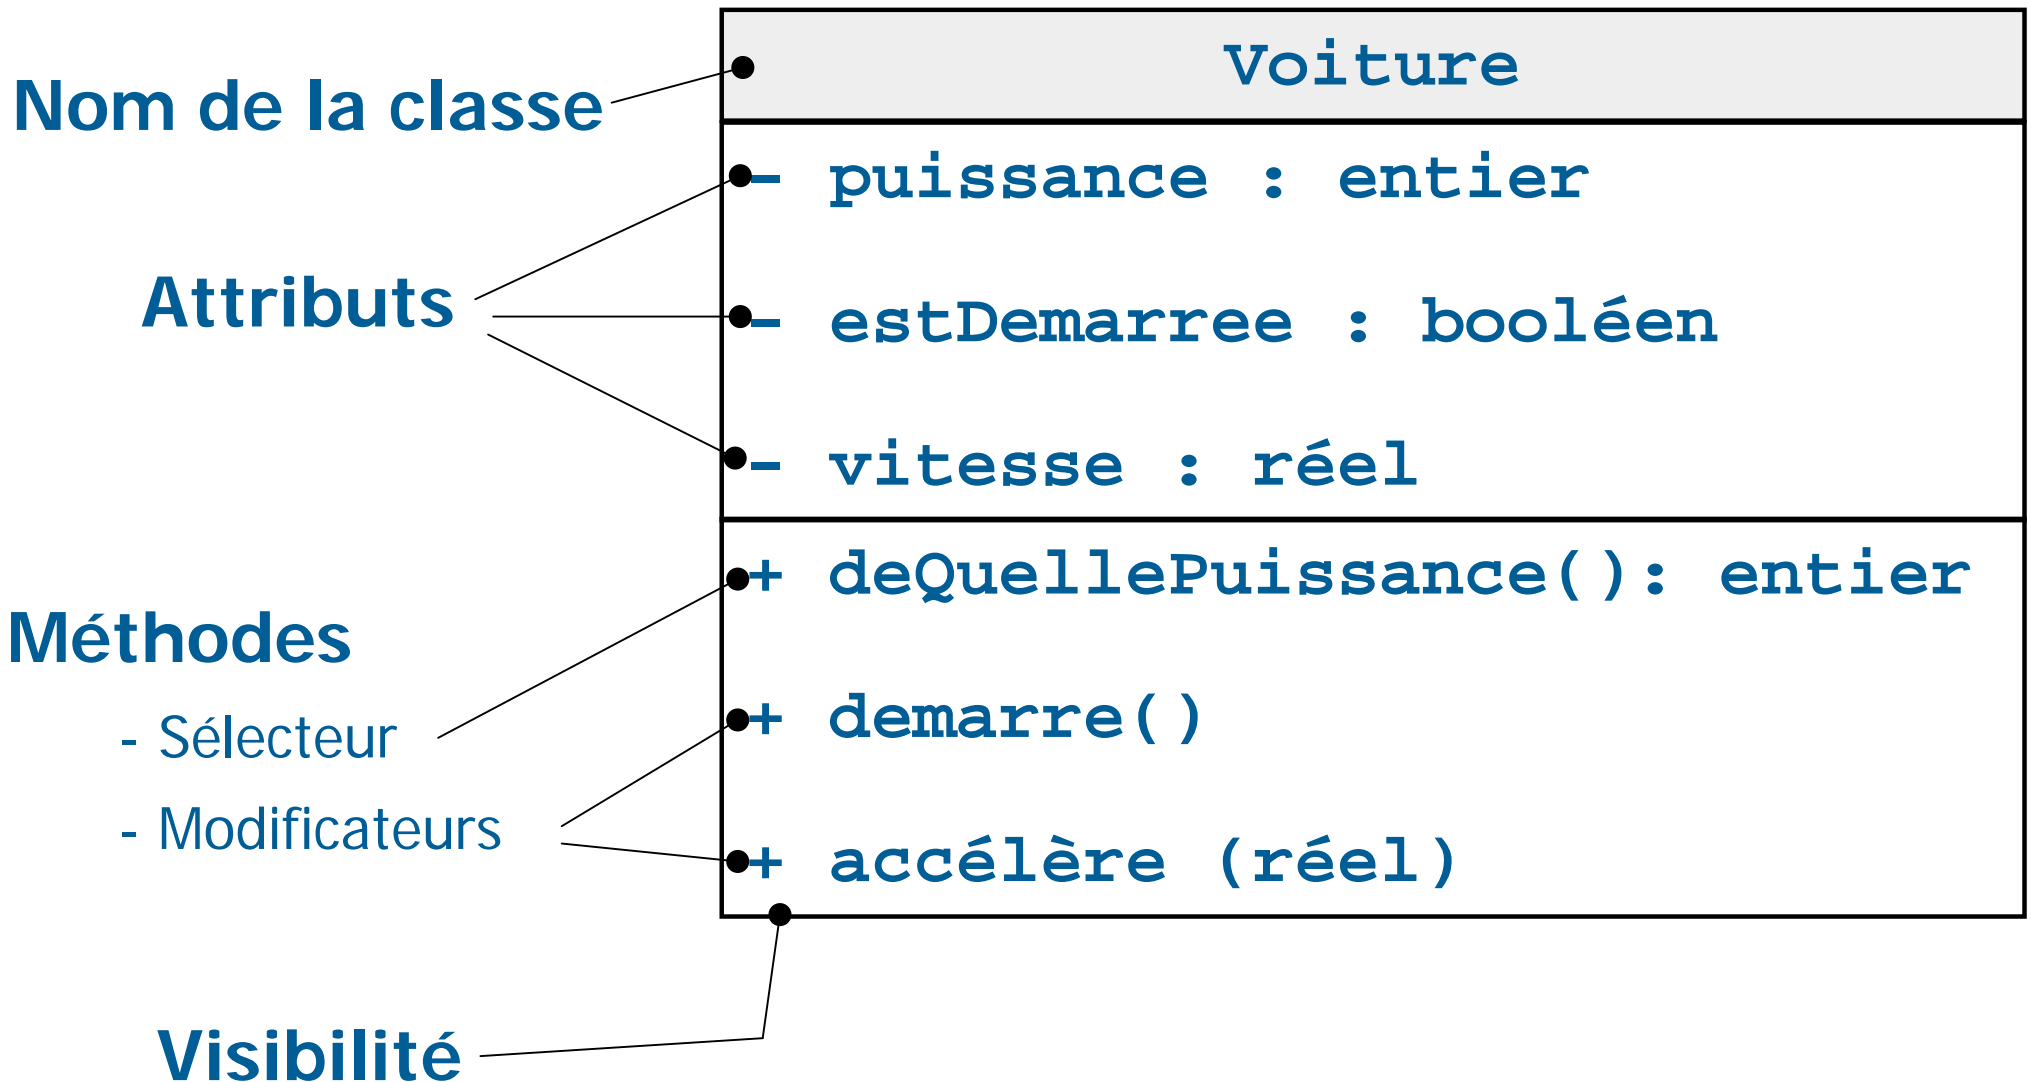 Nom de la classe
Voiture
Attributs
- puissance : entier
- estDemarree : booléen
- vitesse : réel
Méthodes
- Sélecteur
- Modificateurs
+ deQuellePuissance(): entier
+ demarre()
+ accélère (réel)
Visibilité